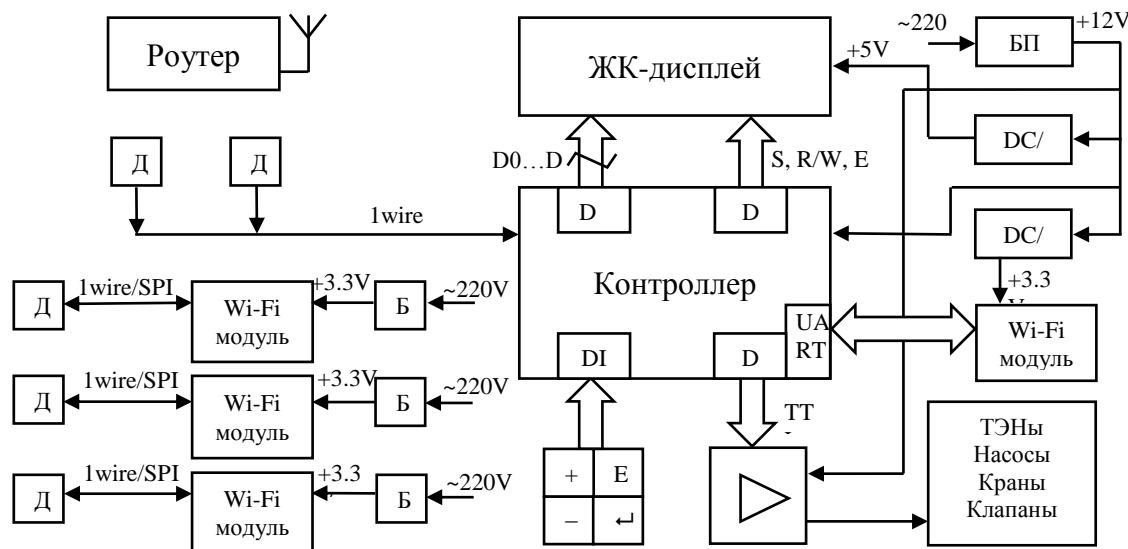 Роутер
ЖК-дисплей
~220
БП
+12V
+5V
DC/
Д
Д
D0...D
S, R/W, E
1wire
D
D
DC/
+3.3
Контроллер
UA
RT
Wi-Fi
модуль
DI
D
Д
1wire/SPI
Wi-Fi
модуль
+3.3V
Б
~220V
Д
1wire/SPI
Wi-Fi
модуль
+3.3V
Б
~220V
Д
1wire/SPI
Wi-Fi
модуль
+3.3
Б
~220V
+
E
–
↵
ТТ
ТЭНы
Насосы
Краны
Клапаны